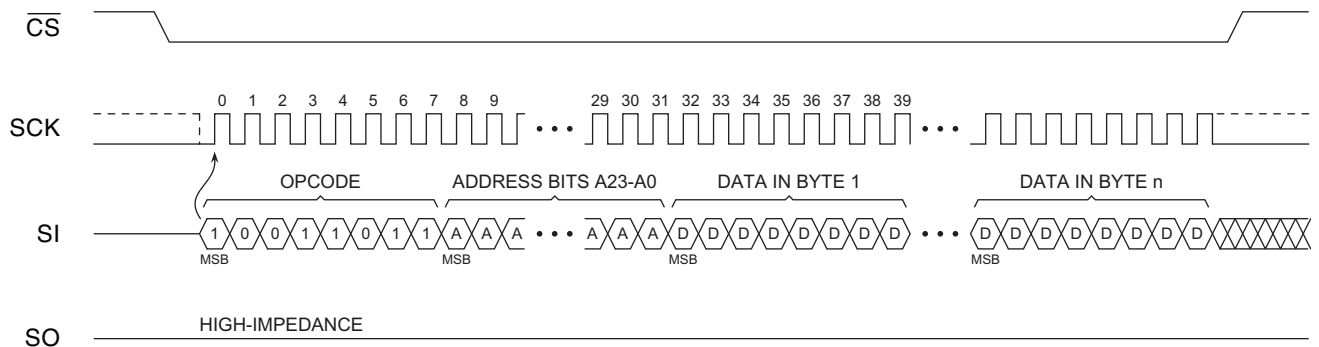 CS
0 1 2 3 4 5 6 7 8 9 29 30 31 32 33 34 35 36 37 38 39
SCK
OPCODE ADDRESS BITS A23-A0 DATA IN BYTE 1 DATA IN BYTE n
SI 1 0 0 1 1 0 1 1 A A A A A A D D D D D D D D D D D D D D D D
MSB MSB MSB MSB
HIGH-IMPEDANCE
SO